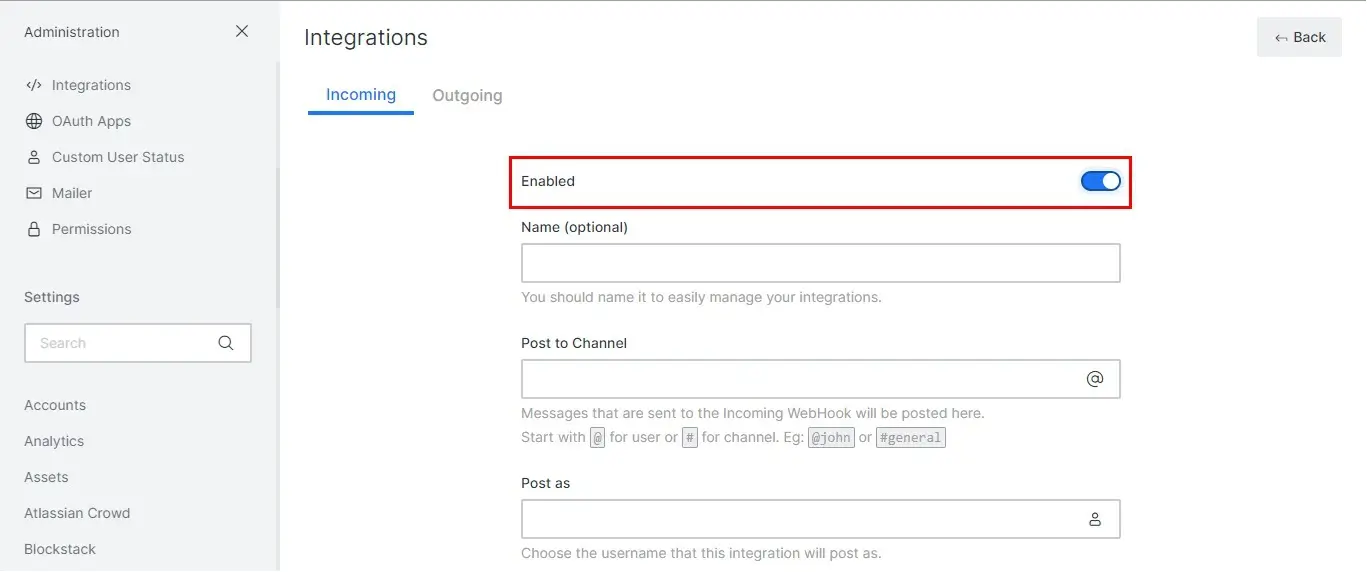 Administration
Integrations
OAuth Apps
Custom User Status
Mailer
Permissions
Settings
Search
Accounts
Analytics
Assets
Atlassian Crowd
Blockstack
Integrations
Back
Incoming
Outgoing
Enabled
Name (optional)
You should name it to easily manage your integrations.
Post to Channel
@
Messages that are sent to the Incoming WebHook will be posted here.
Start with @ for user or # for channel. Eg: @john or #general
Post as
Choose the username that this integration will post as.